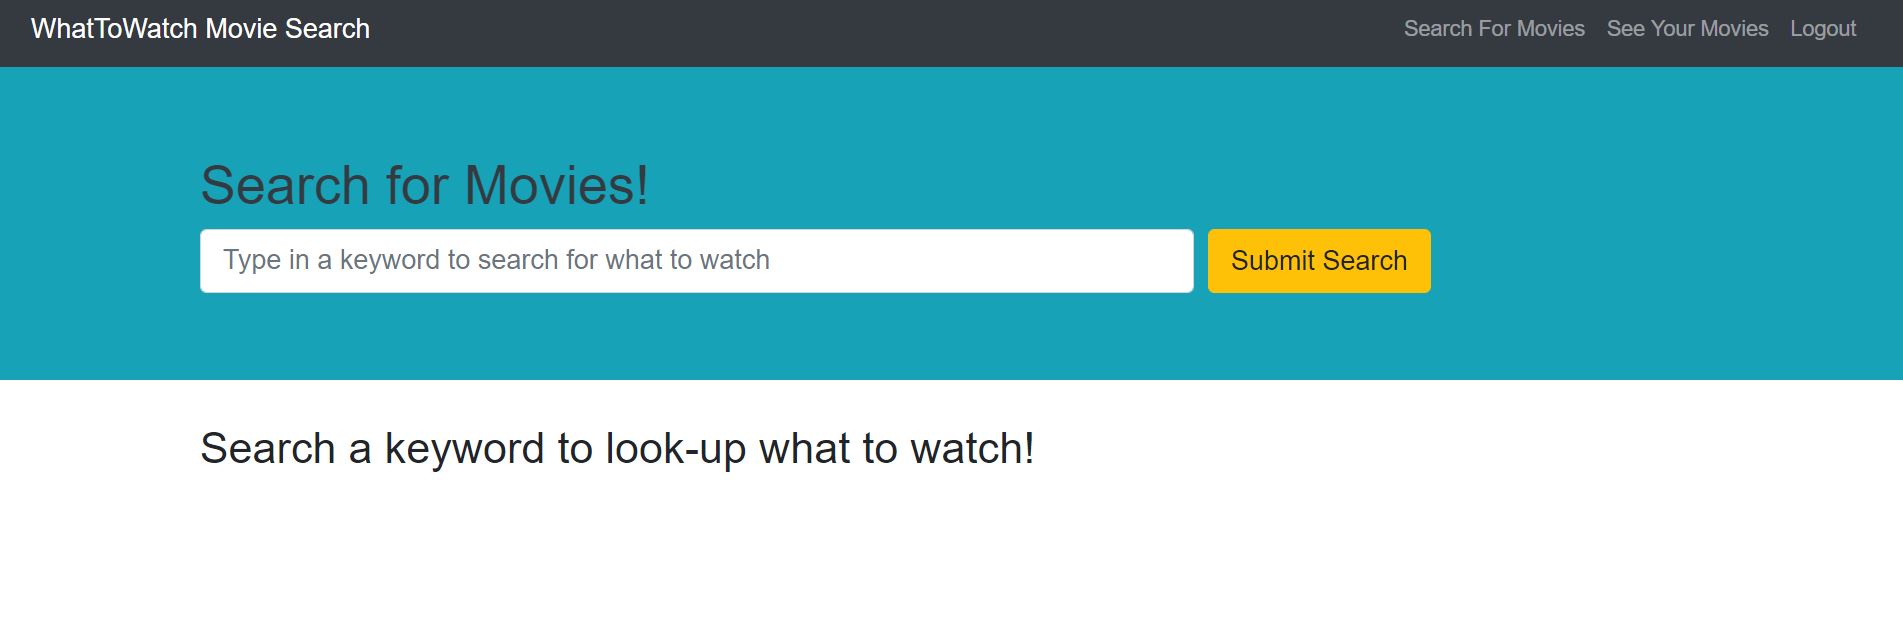 WhatToWatch Movie Search
Search For Movies See Your Movies Logout
Search for Movies!
Type in a keyword to search for what to watch
Submit Search
Search a keyword to look-up what to watch!